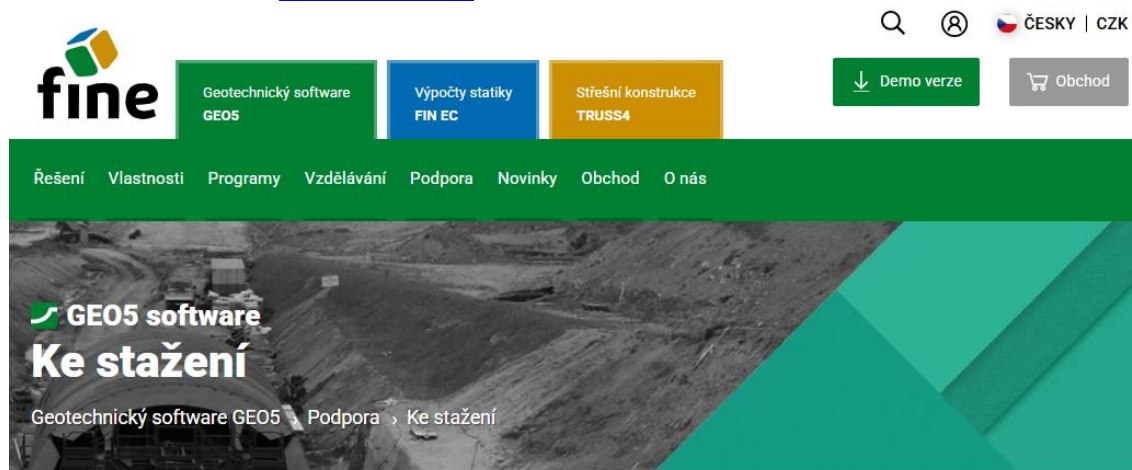 ČESKY | CZK
fine
Geotechnický software
GEO5
Výpočty statiky
FIN EC
Střešní konstrukce
TRUSS4
Demo verze
Obchod
Řešení Vlastnosti Programy Vzdělávání Podpora Novinky Obchod O nás
GEO5 software
Ke stažení
Geotechnický software GEO5 › Podpora › Ke stažení